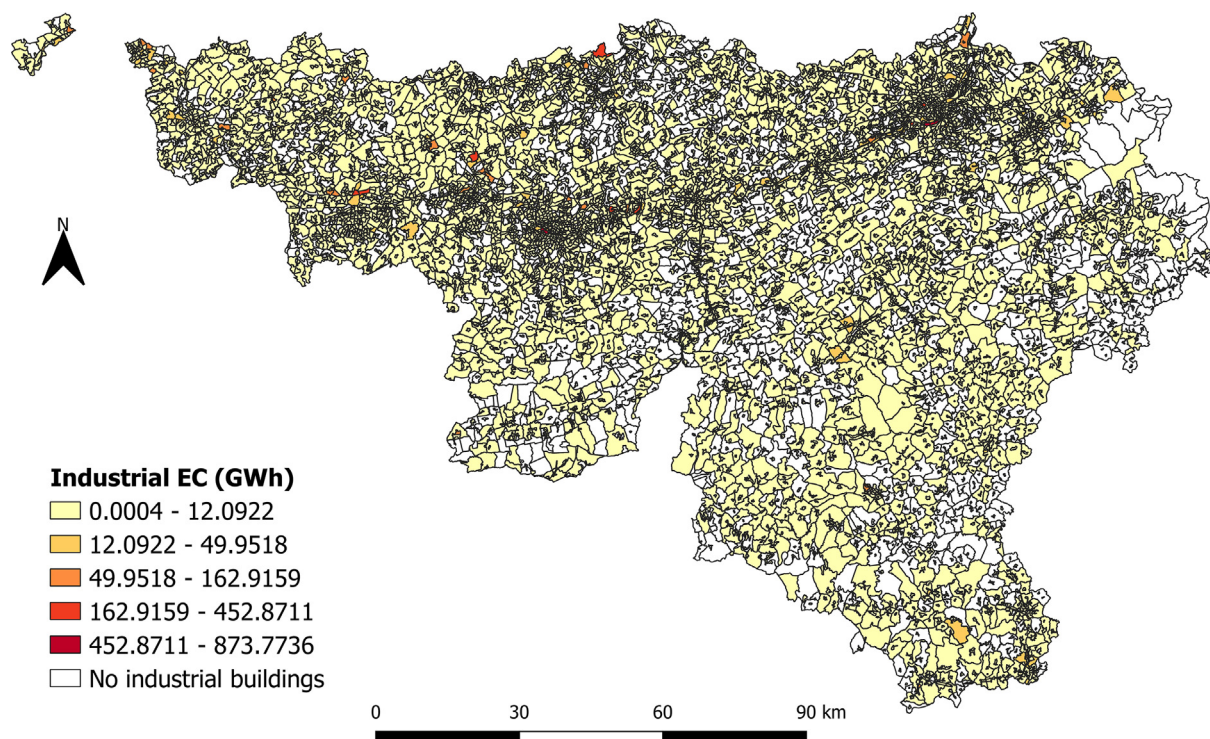 N
Industrial EC (GWh)
0.0004 - 12.0922
12.0922 - 49.9518
49.9518 - 162.9159
162.9159 - 452.8711
452.8711 - 873.7736
No industrial buildings
0 30 60 90 km